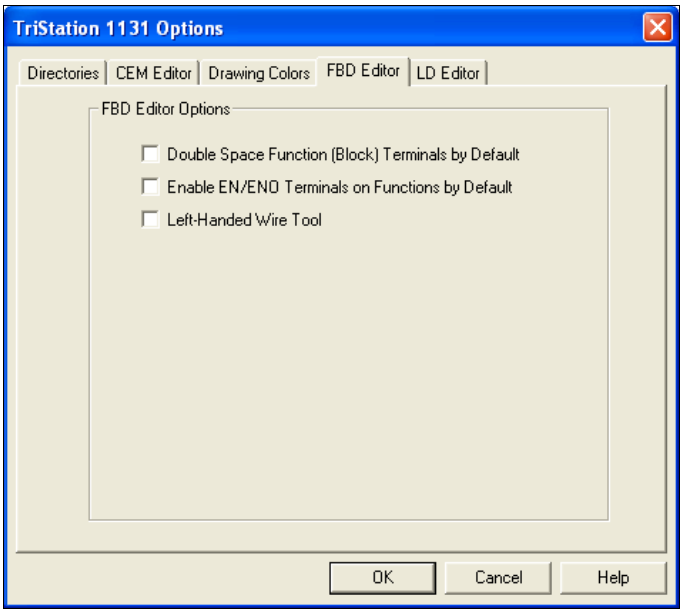 TriStation 1131 Options
Directories CEM Editor Drawing Colors FBD Editor LD Editor
FBD Editor Options
Double Space Function (Block) Terminals by Default
Enable EN/ENO Terminals on Functions by Default
Left-Handed Wire Tool
OK Cancel Help